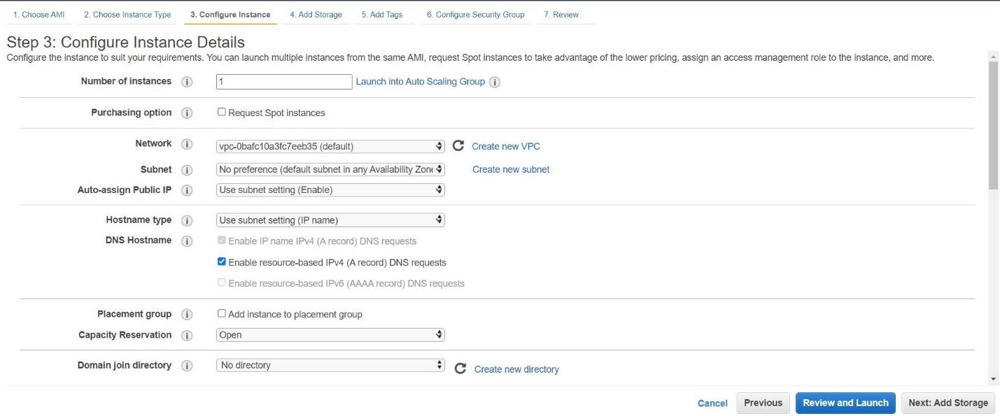 1. Choose AMI 2. Choose Instance Type 3. Configure Instance 4. Add Storage 5. Add Tags 6. Configure Security Group 7. Review
Step 3: Configure Instance Details
Configure the instance to suit your requirements. You can launch multiple instances from the same AMI, request Spot instances to take advantage of the lower pricing, assign an access management role to the instance, and more.
Number of instances 1 Launch into Auto Scaling Group
Purchasing option Request Spot instances
Network vpc-0bafc10a3fc7eeb35 (default) Create new VPC
Subnet No preference (default subnet in any Availability Zone Create new subnet
Auto-assign Public IP Use subnet setting (Enable)
Hostname type Use subnet setting (IP name)
DNS Hostname Enable IP name IPv4 (A record) DNS requests
Enable resource-based IPv4 (A record) DNS requests
Enable resource-based IPv6 (AAAA record) DNS requests
Placement group Add instance to placement group
Capacity Reservation Open
Domain join directory No directory Create new directory
Cancel Previous Review and Launch Next: Add Storage